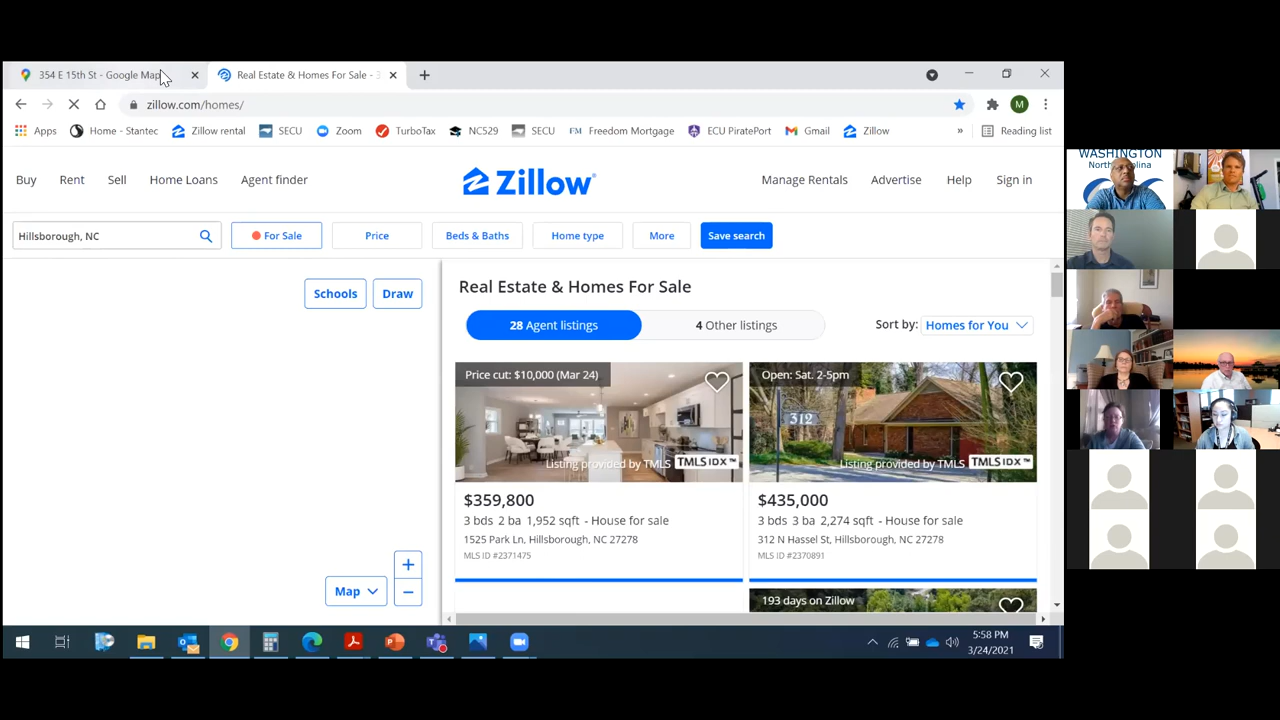 354 E 15th St - Google Map
Real Estate & Homes For Sale - 3
zillow.com/homes/
M
Apps
Home - Stantec
Zillow rental
SECU
Zoom
TurboTax
NC529
SECU
FM Freedom Mortgage
ECU PiratePort
Gmail
Zillow
»
Reading list
Buy
Rent
Sell
Home Loans
Agent finder
Zillow
Manage Rentals
Advertise
Help
Sign in
Hillsborough, NC
For Sale
Price
Beds & Baths
Home type
More
Save search
Schools
Draw
Real Estate & Homes For Sale
28 Agent listings
4 Other listings
Sort by: Homes for You
Price cut: $10,000 (Mar 24)
Listing provided by TMLS TMLS IDX™
$359,800
3 bds 2 ba 1,952 sqft - House for sale
1525 Park Ln, Hillsborough, NC 27278
MLS ID #2371475
Open: Sat. 2-5pm
312
Listing provided by TMLS TMLS IDX™
$435,000
3 bds 3 ba 2,274 sqft - House for sale
312 N Hassel St, Hillsborough, NC 27278
MLS ID #2370891
193 days on Zillow
Map
+
−
5:58 PM
3/24/2021
WASHINGTON